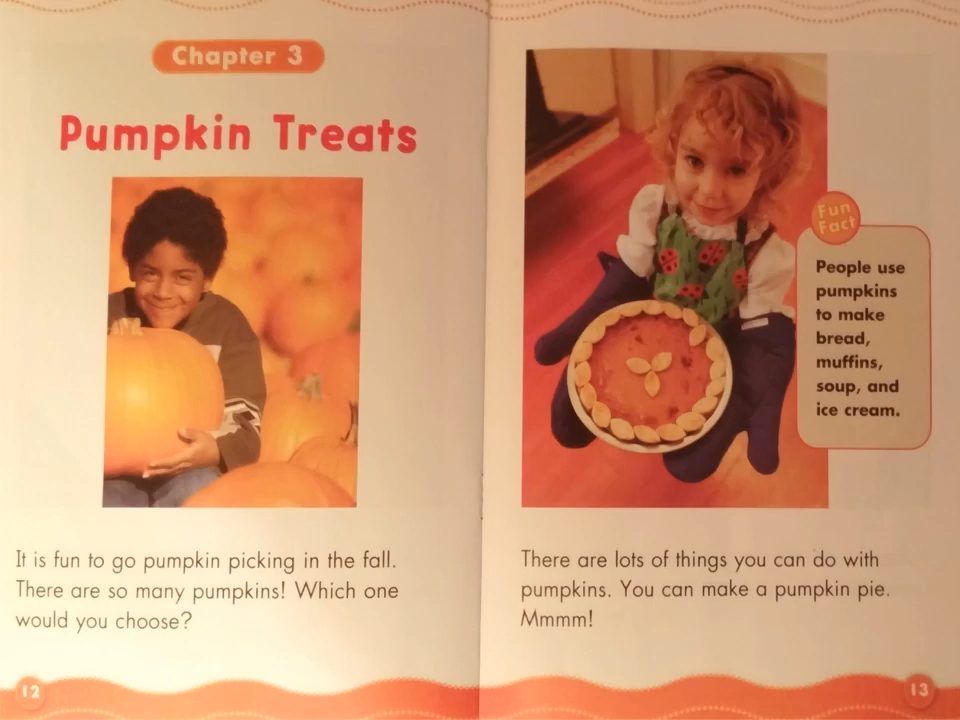 Chapter 3
Pumpkin Treats
It is fun to go pumpkin picking in the fall.
There are so many pumpkins! Which one
would you choose?
12
Fun
Fact
People use
pumpkins
to make
bread,
muffins,
soup, and
ice cream.
There are lots of things you can do with
pumpkins. You can make a pumpkin pie.
Mmmm!
13